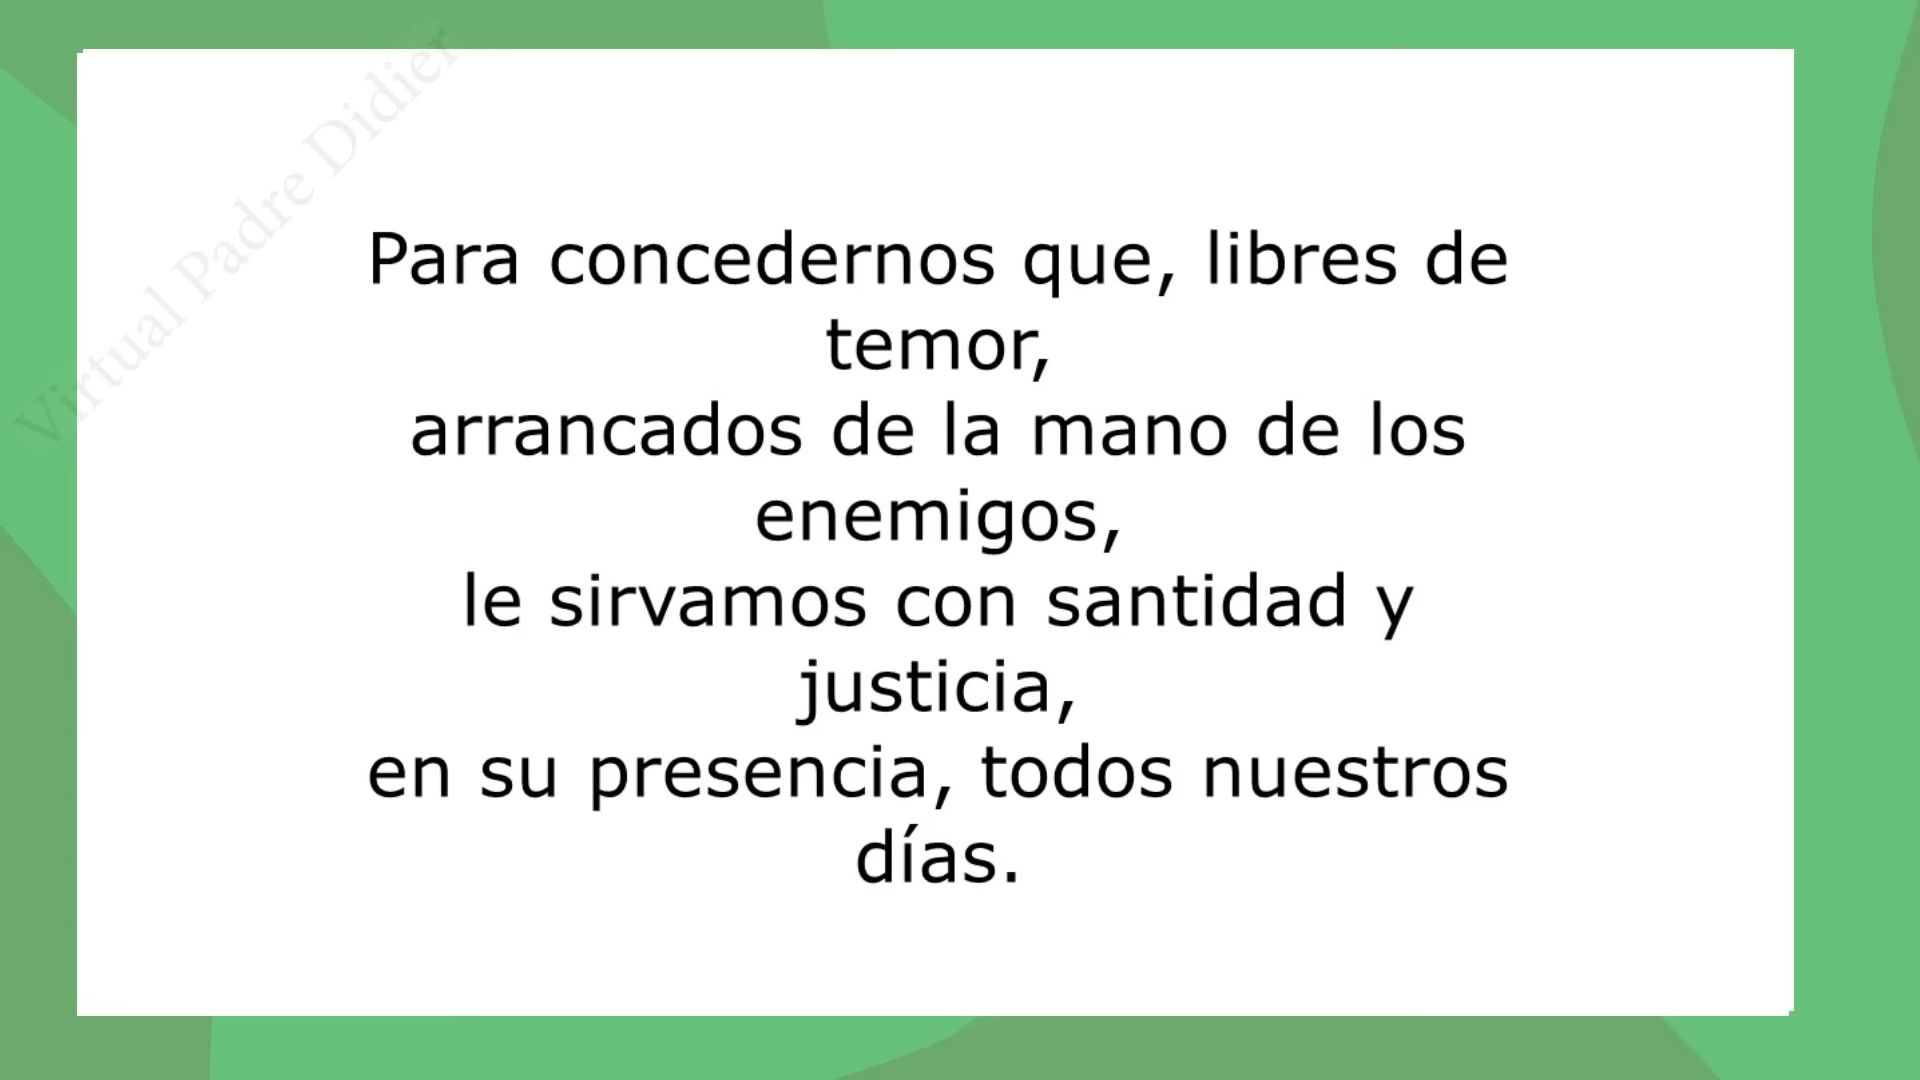 Virtual Padre Didier
Para concedernos que, libres de
temor,
arrancados de la mano de los
enemigos,
le sirvamos con santidad y
justicia,
en su presencia, todos nuestros
días.